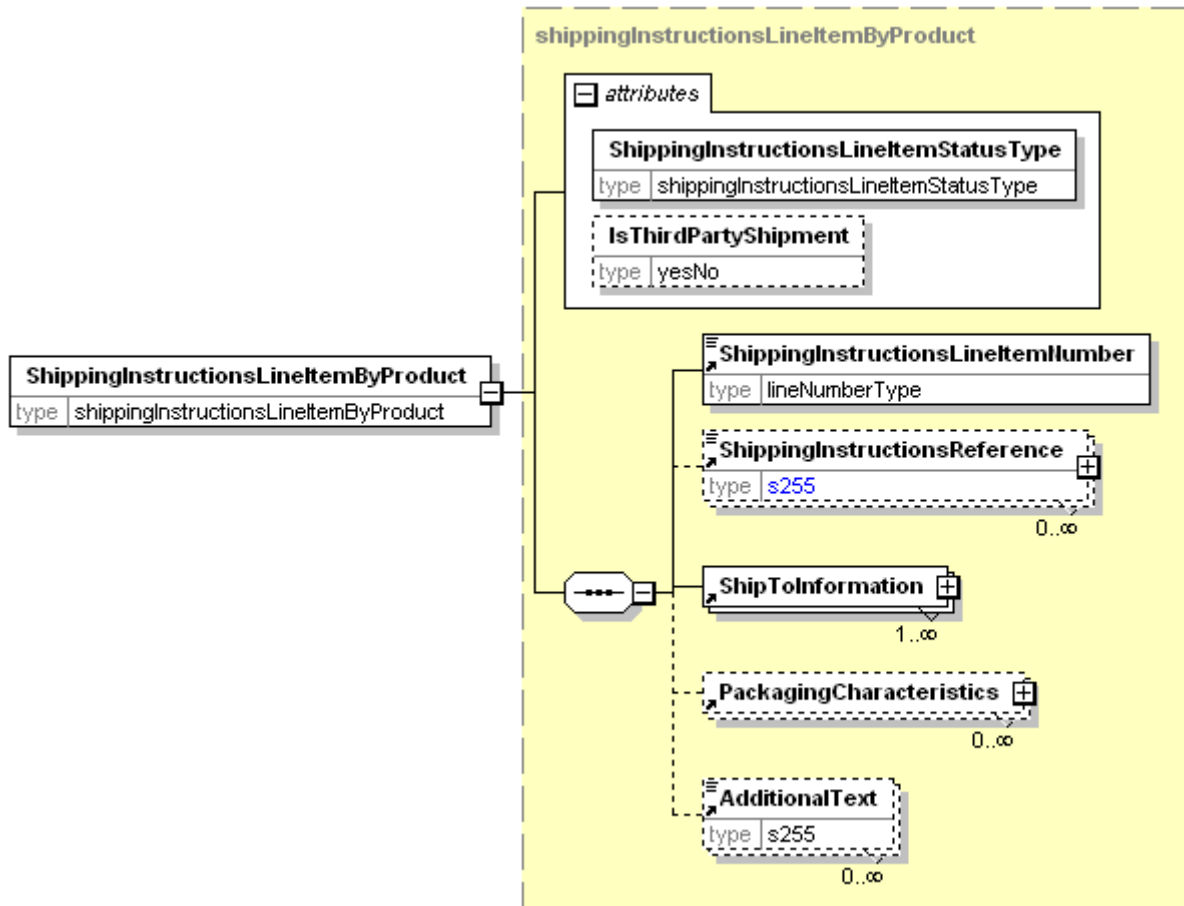 shippingInstructionsLineItemByProduct
attributes
ShippingInstructionsLineItemStatusType
type shippingInstructionsLineItemStatusType
IsThirdPartyShipment
type yesNo
ShippingInstructionsLineItemByProduct
type shippingInstructionsLineItemByProduct
ShippingInstructionsLineItemNumber
type lineNumberType
ShippingInstructionsReference
type s255
0..∞
ShipToInformation
1..∞
PackagingCharacteristics
0..∞
AdditionalText
type s255
0..∞